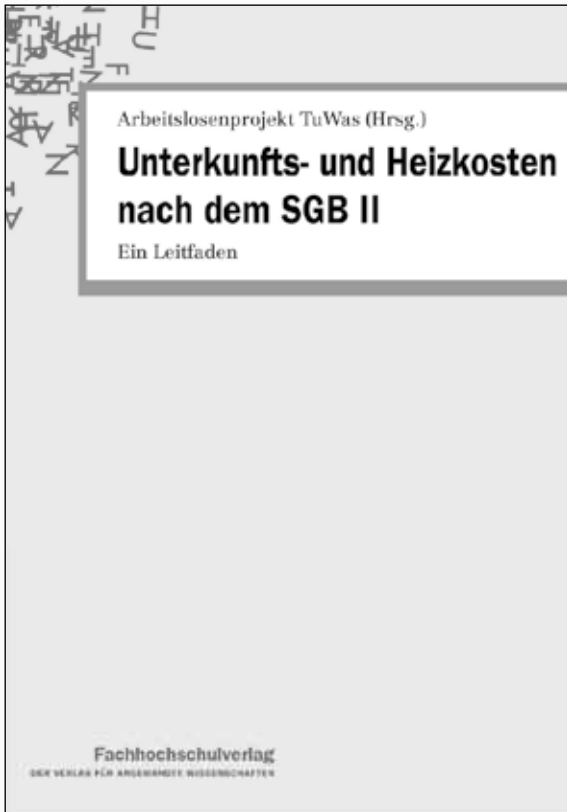 Arbeitslosenprojekt TuWas (Hrsg.)
Unterkunfts- und Heizkosten
nach dem SGB II
Ein Leitfaden
Fachhochschulverlag
DER VERLAG FÜR ANGEWANDTE WISSENSCHAFTEN